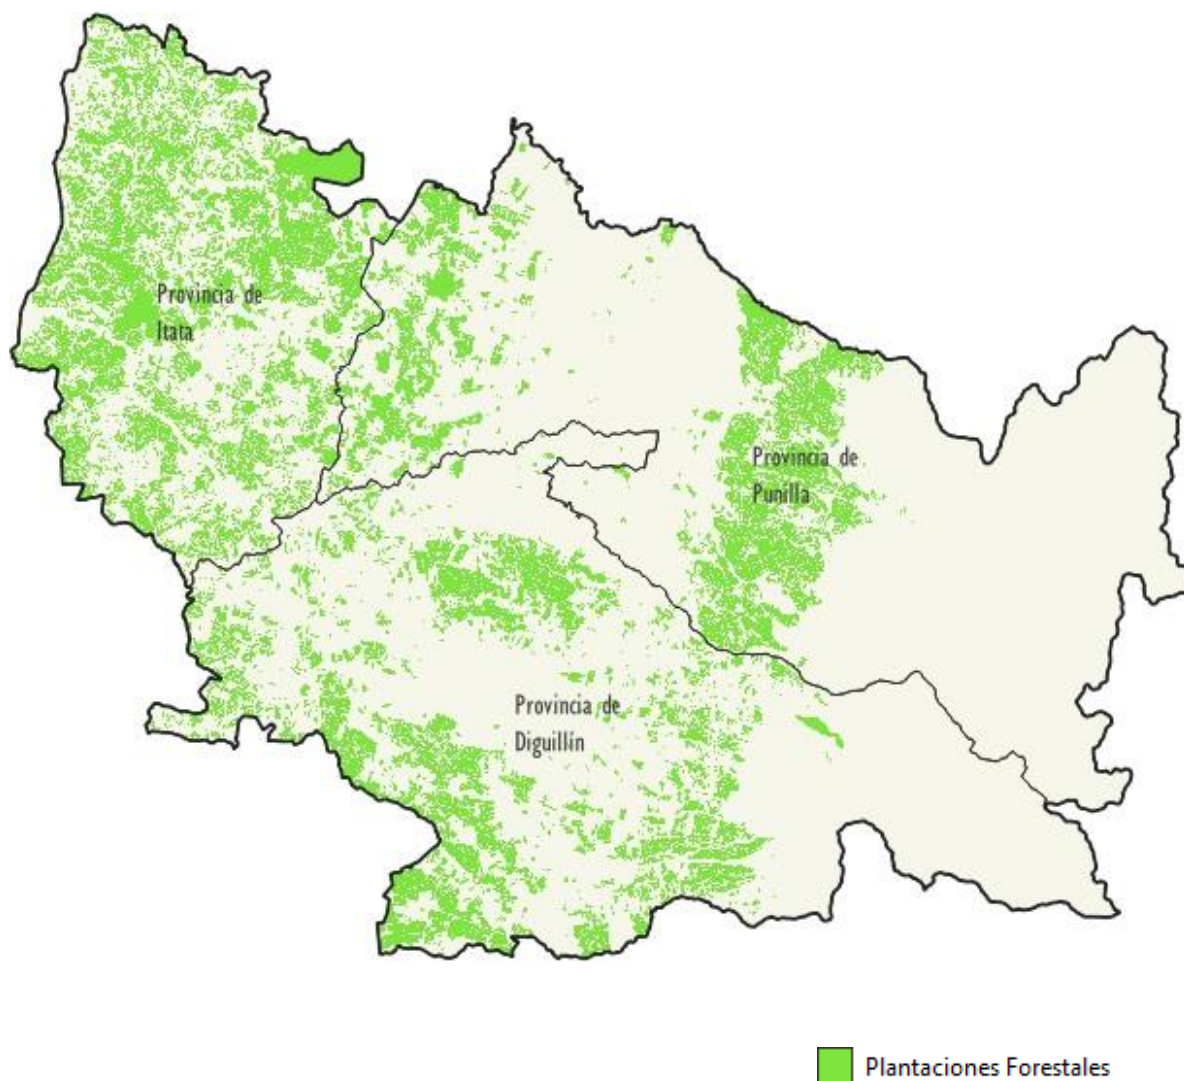 Provincia de
Itata
Provincia de
Punilla
Provincia de
Diguillín
Plantaciones Forestales